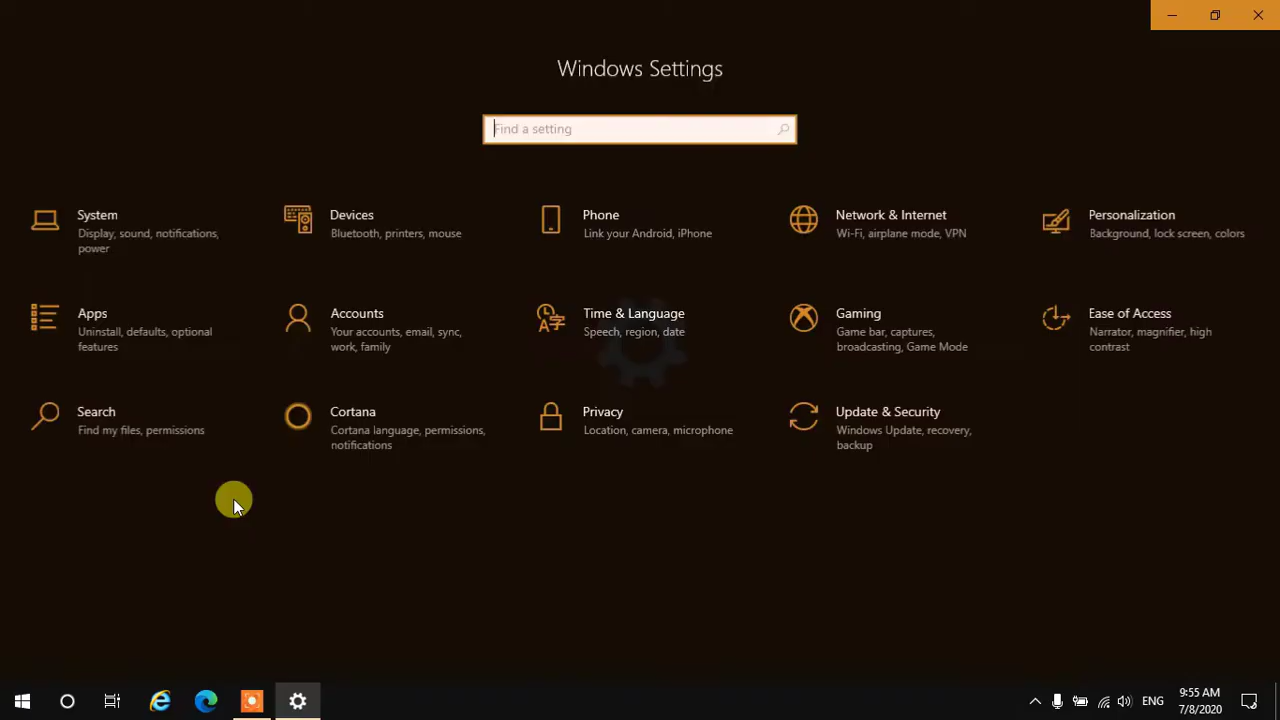 Windows Settings
Find a setting
System
Display, sound, notifications,
power
Devices
Bluetooth, printers, mouse
Phone
Link your Android, iPhone
Network & Internet
Wi-Fi, airplane mode, VPN
Personalization
Background, lock screen, colors
Apps
Uninstall, defaults, optional
features
Accounts
Your accounts, email, sync,
work, family
Time & Language
Speech, region, date
Gaming
Game bar, captures,
broadcasting, Game Mode
Ease of Access
Narrator, magnifier, high
contrast
Search
Find my files, permissions
Cortana
Cortana language, permissions,
notifications
Privacy
Location, camera, microphone
Update & Security
Windows Update, recovery,
backup
ENG
9:55 AM
7/8/2020